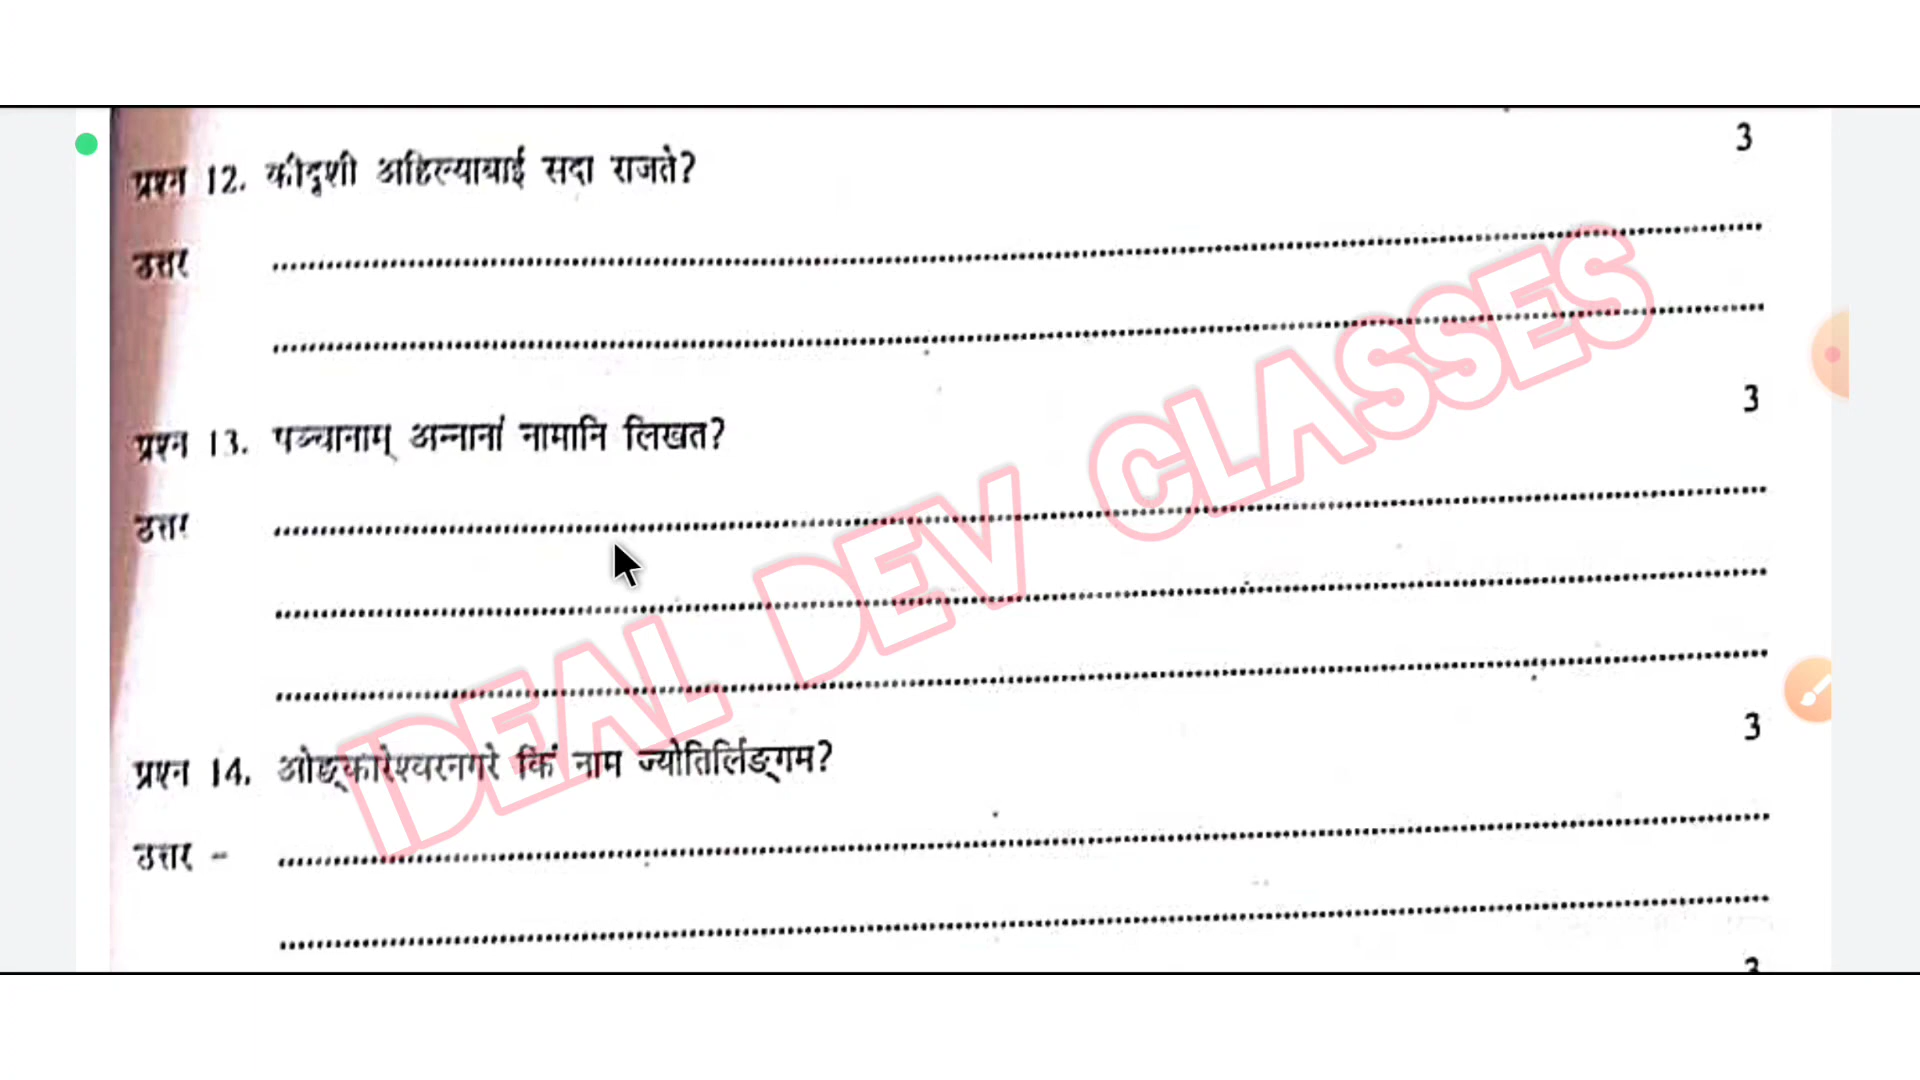 3
प्रश्न 12. कीदृशी अहिल्याबाई सदा राजते?
उत्तर
3
प्रश्न 13. पञ्चानाम् अन्नानां नामानि लिखत?
उत्तर
3
प्रश्न 14. ओङ्कारेश्वरनगरे किं नाम ज्योतिर्लिङ्गम?
उत्तर -
3
IDEAL DEV CLASSES